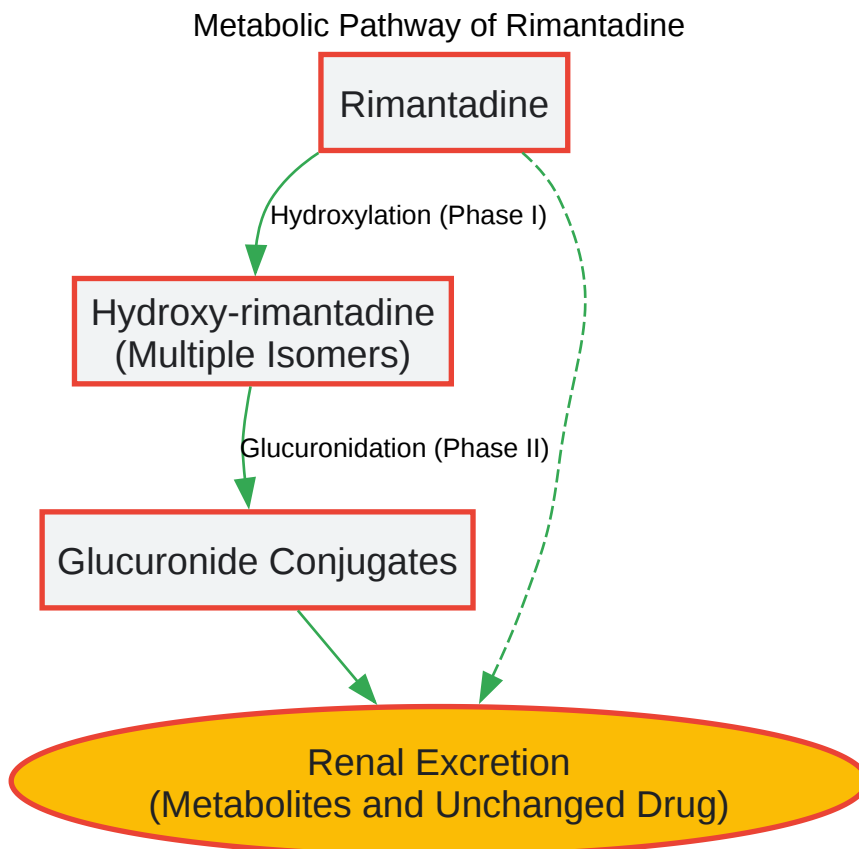 Metabolic Pathway of Rimantadine
Rimantadine
Hydroxylation (Phase I)
Hydroxy-rimantadine
(Multiple Isomers)
Glucuronidation (Phase II)
Glucuronide Conjugates
Renal Excretion
(Metabolites and Unchanged Drug)